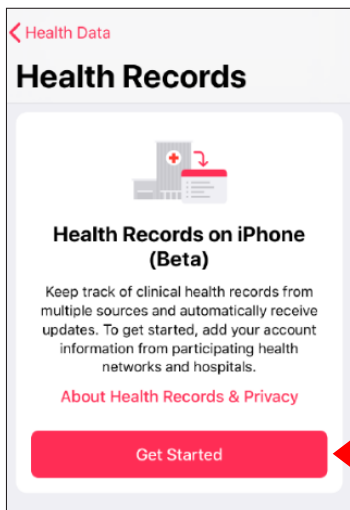 Health Data
Health Records
Health Records on iPhone
(Beta)
Keep track of clinical health records from
multiple sources and automatically receive
updates. To get started, add your account
information from participating health
networks and hospitals.
About Health Records & Privacy
Get Started